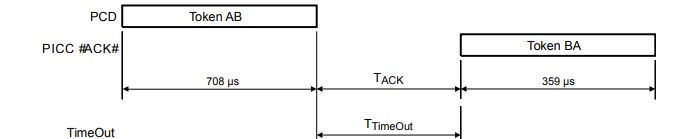 PCD Token AB
PICC #ACK# Token BA
708 µs TACK 359 µs
TimeOut TTimeOut